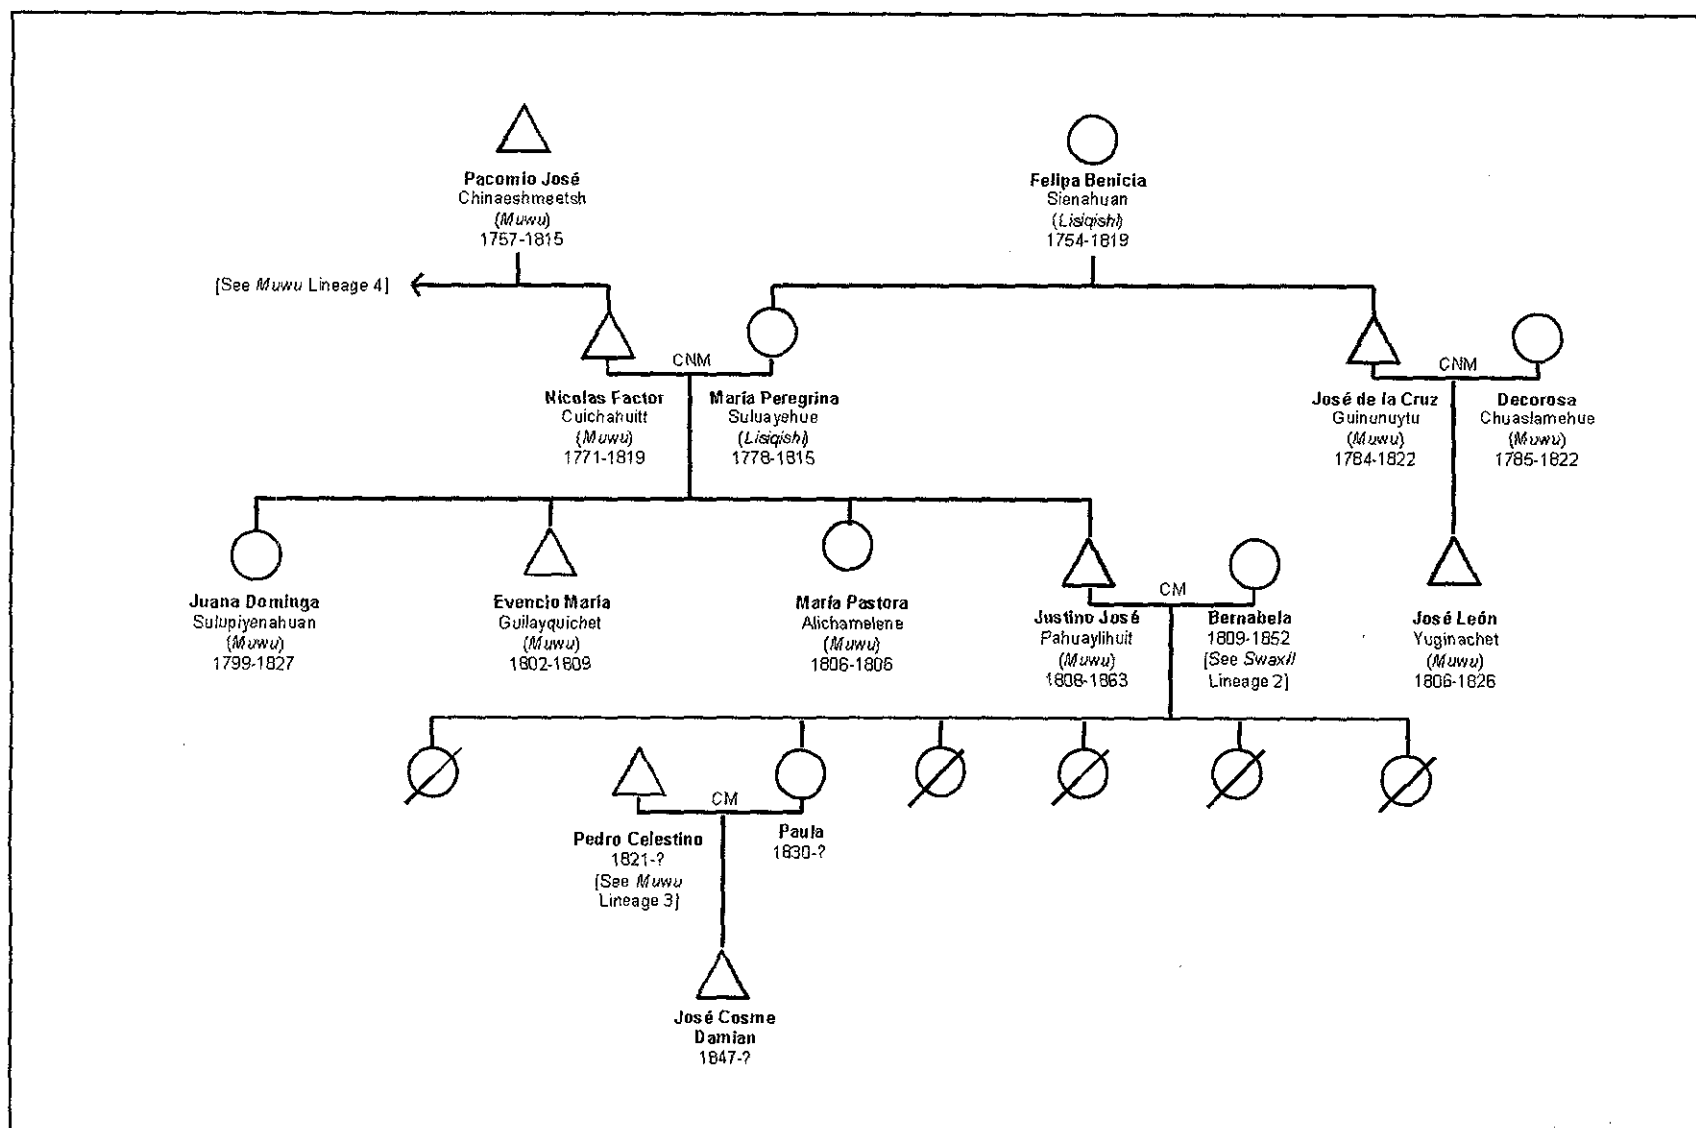 Pacomio José
Chinaeshmeetsh
(Muwu)
1757-1815
Felipa Benicia
Sienahuan
(Lisiqishi)
1754-1819
[See Muwu Lineage 4]
CNM
Nicolas Factor
Cuichahuitt
(Muwu)
1771-1819
María Peregrina
Suluayehue
(Lisiqishi)
1778-1815
CNM
José de la Cruz
Guinunuytu
(Muwu)
1784-1822
Decorosa
Chuaslamehue
(Muwu)
1785-1822
Juana Dominga
Sulupiyenahuan
(Muwu)
1799-1827
Evencio María
Guilayquichet
(Muwu)
1802-1809
María Pastora
Alichamelene
(Muwu)
1806-1806
CM
Justino José
Pahuaylihuit
(Muwu)
1808-1863
Bernabela
1809-1852
[See Swaxil
Lineage 2]
José León
Yuginachet
(Muwu)
1806-1826
CM
Pedro Celestino
1821-?
[See Muwu
Lineage 3]
Paula
1830-?
José Cosme
Damian
1847-?